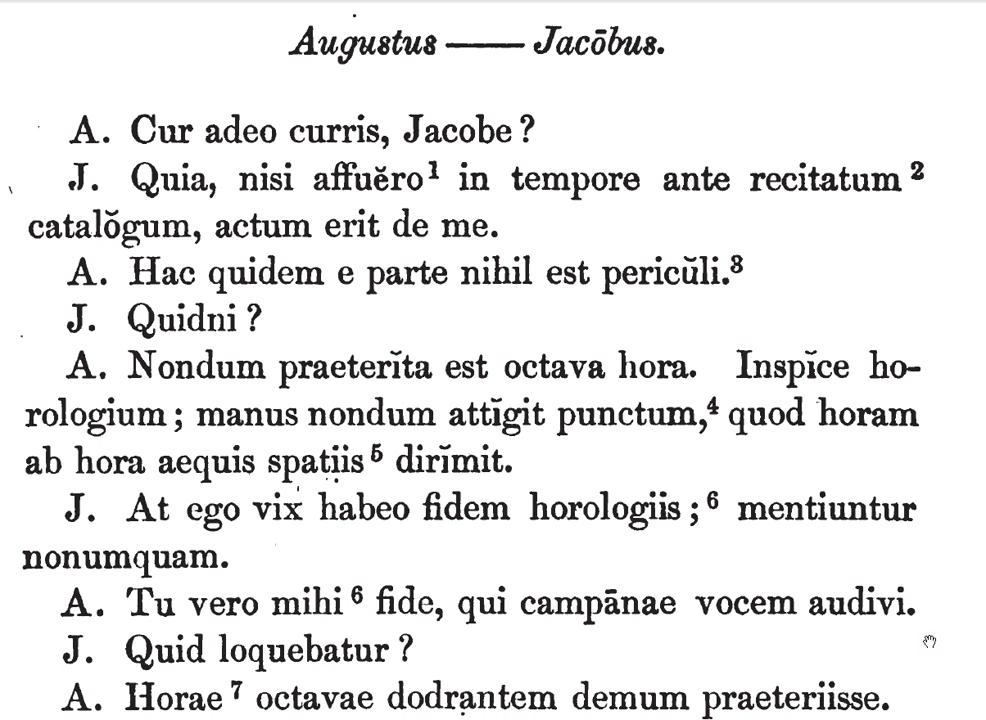 Augustus —— Jacōbus.
A. Cur adeo curris, Jacobe?
J. Quia, nisi affuĕro¹ in tempore ante recitatum²
catalŏgum, actum erit de me.
A. Hac quidem e parte nihil est pericŭli.³
J. Quidni?
A. Nondum praeterĭta est octava hora. Inspĭce ho-
rologium; manus nondum attĭgit punctum,⁴ quod horam
ab hora aequis spatiis⁵ dirĭmit.
J. At ego vix habeo fidem horologiis;⁶ mentiuntur
nonumquam.
A. Tu vero mihi⁶ fide, qui campānae vocem audivi.
J. Quid loquebatur?
A. Horae⁷ octavae dodrantem demum praeteriisse.